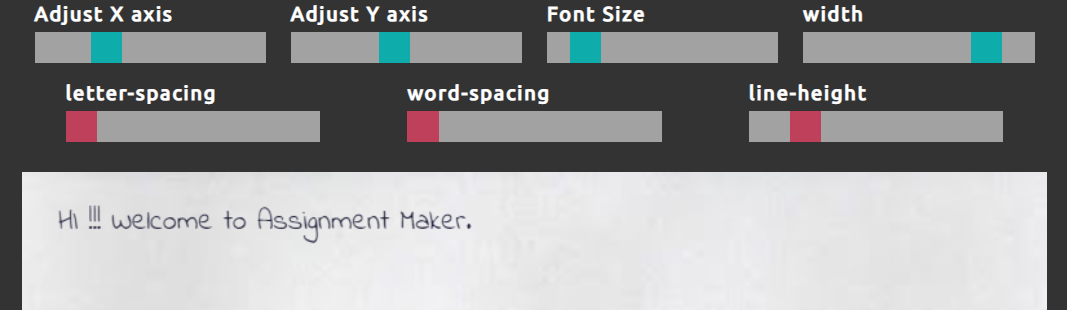 Adjust X axis Adjust Y axis Font Size width
letter-spacing word-spacing line-height
Hi !!! welcome to Assignment Maker.